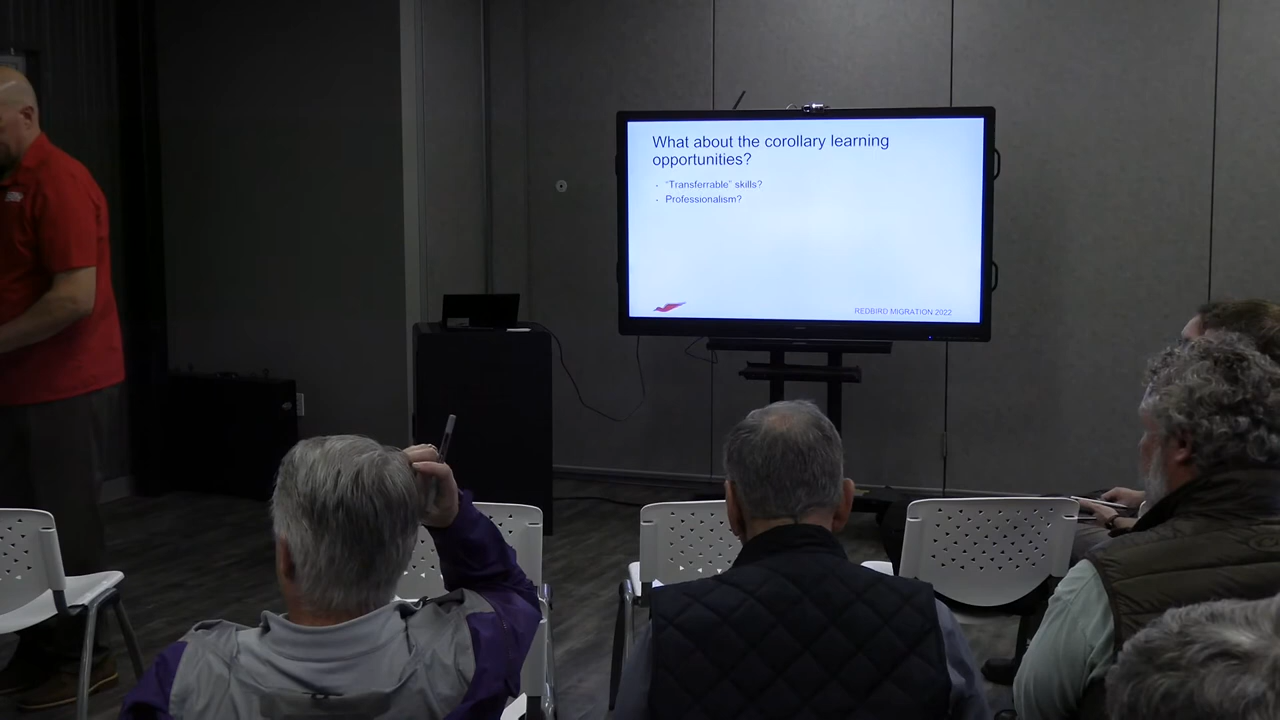 What about the corollary learning
opportunities?
- "Transferrable" skills?
- Professionalism?
REDBIRD MIGRATION 2022